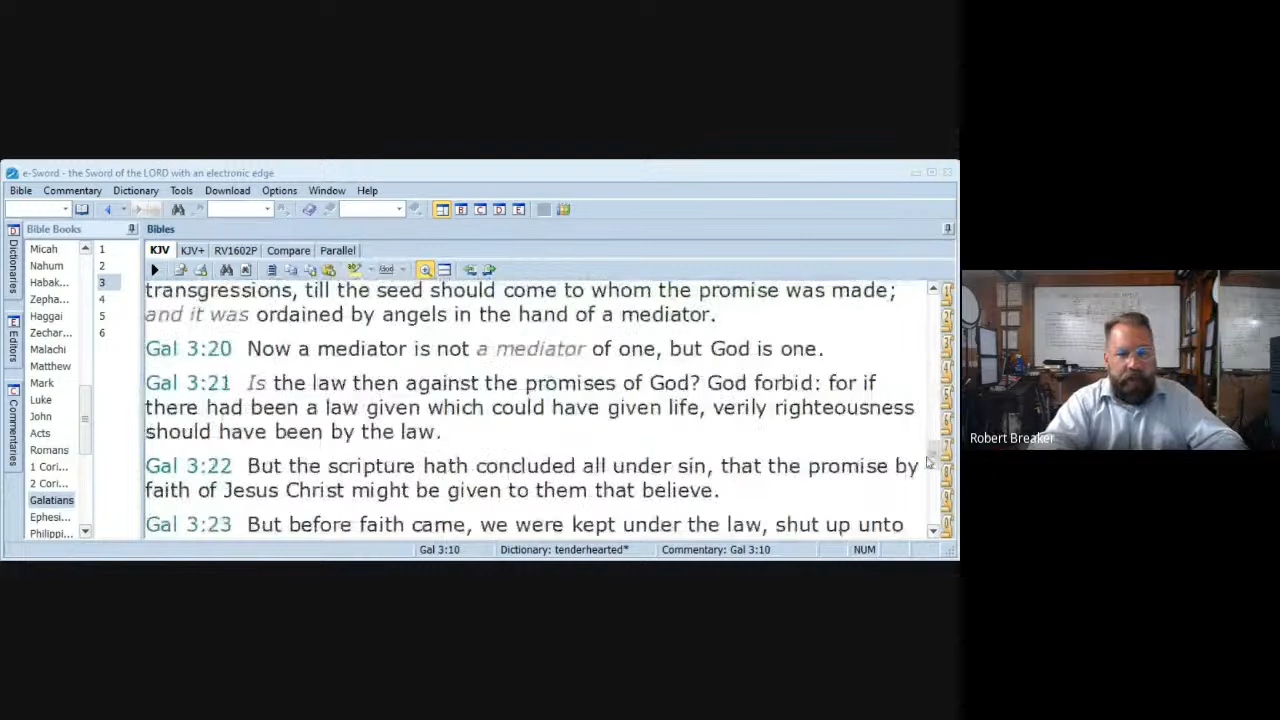 e-Sword - the Sword of the LORD with an electronic edge
Bible Commentary Dictionary Tools Download Options Window Help
Bible Books
Bibles
Dictionaries
Editors
Commentaries
Micah
Nahum
Habak...
Zepha...
Haggai
Zechar...
Malachi
Matthew
Mark
Luke
John
Acts
Romans
1 Cori...
2 Cori...
Galatians
Ephesi...
Philippi...
1
2
3
4
5
6
KJV KJV+ RV1602P Compare Parallel
transgressions, till the seed should come to whom the promise was made;
and it was ordained by angels in the hand of a mediator.
Gal 3:20 Now a mediator is not a mediator of one, but God is one.
Gal 3:21 Is the law then against the promises of God? God forbid: for if
there had been a law given which could have given life, verily righteousness
should have been by the law.
Gal 3:22 But the scripture hath concluded all under sin, that the promise by
faith of Jesus Christ might be given to them that believe.
Gal 3:23 But before faith came, we were kept under the law, shut up unto
Gal 3:10 Dictionary: tenderhearted* Commentary: Gal 3:10 NUM
Robert Breaker